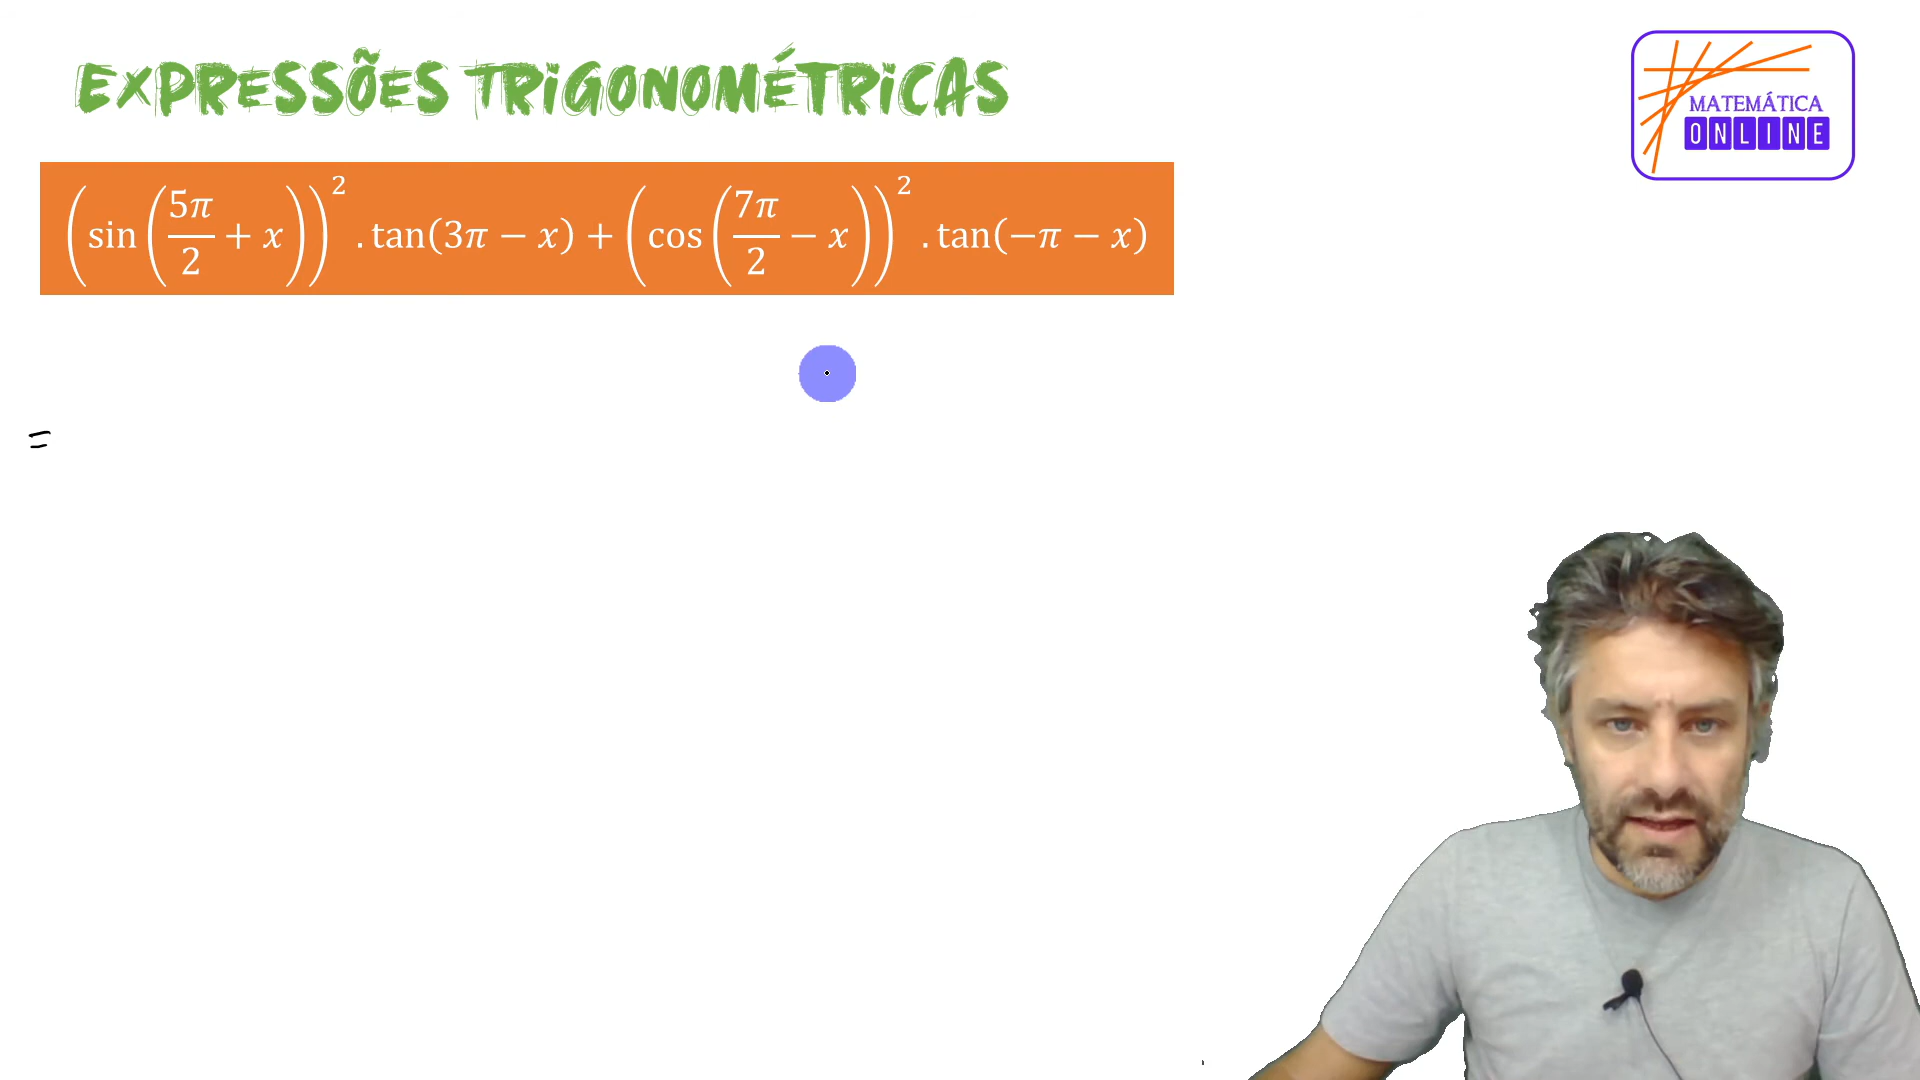 EXPRESSÕES TRIGONOMÉTRICAS
MATEMÁTICA
ONLINE
(sin(5π/2 + x))² . tan(3π − x) + (cos(7π/2 − x))² . tan(−π − x)
=